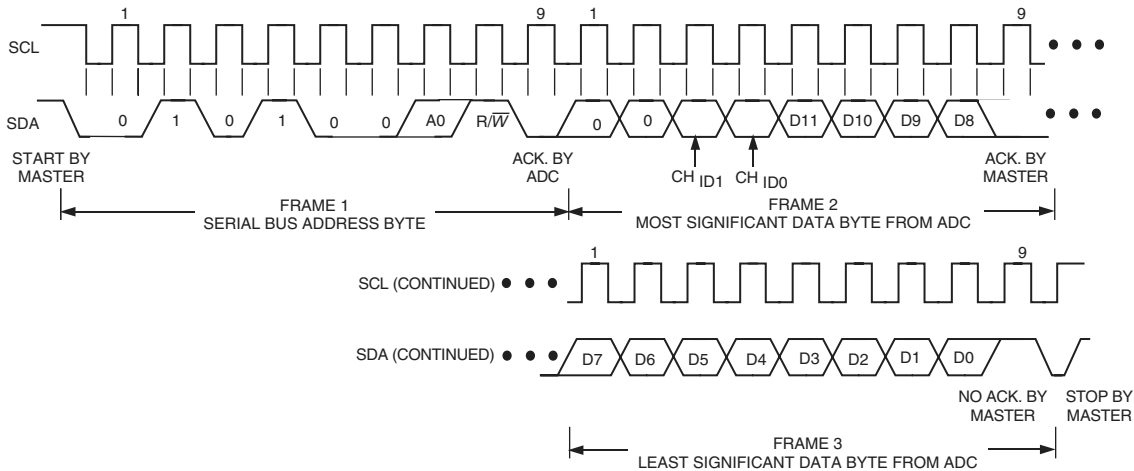 1 9 1 9
SCL
SDA 0 1 0 1 0 0 A0 R/W̅ 0 0 D11 D10 D9 D8
START BY MASTER
ACK. BY ADC
CH ID1 CH ID0
ACK. BY MASTER
FRAME 1
SERIAL BUS ADDRESS BYTE
FRAME 2
MOST SIGNIFICANT DATA BYTE FROM ADC
1 9
SCL (CONTINUED)
SDA (CONTINUED) D7 D6 D5 D4 D3 D2 D1 D0
NO ACK. BY MASTER
STOP BY MASTER
FRAME 3
LEAST SIGNIFICANT DATA BYTE FROM ADC